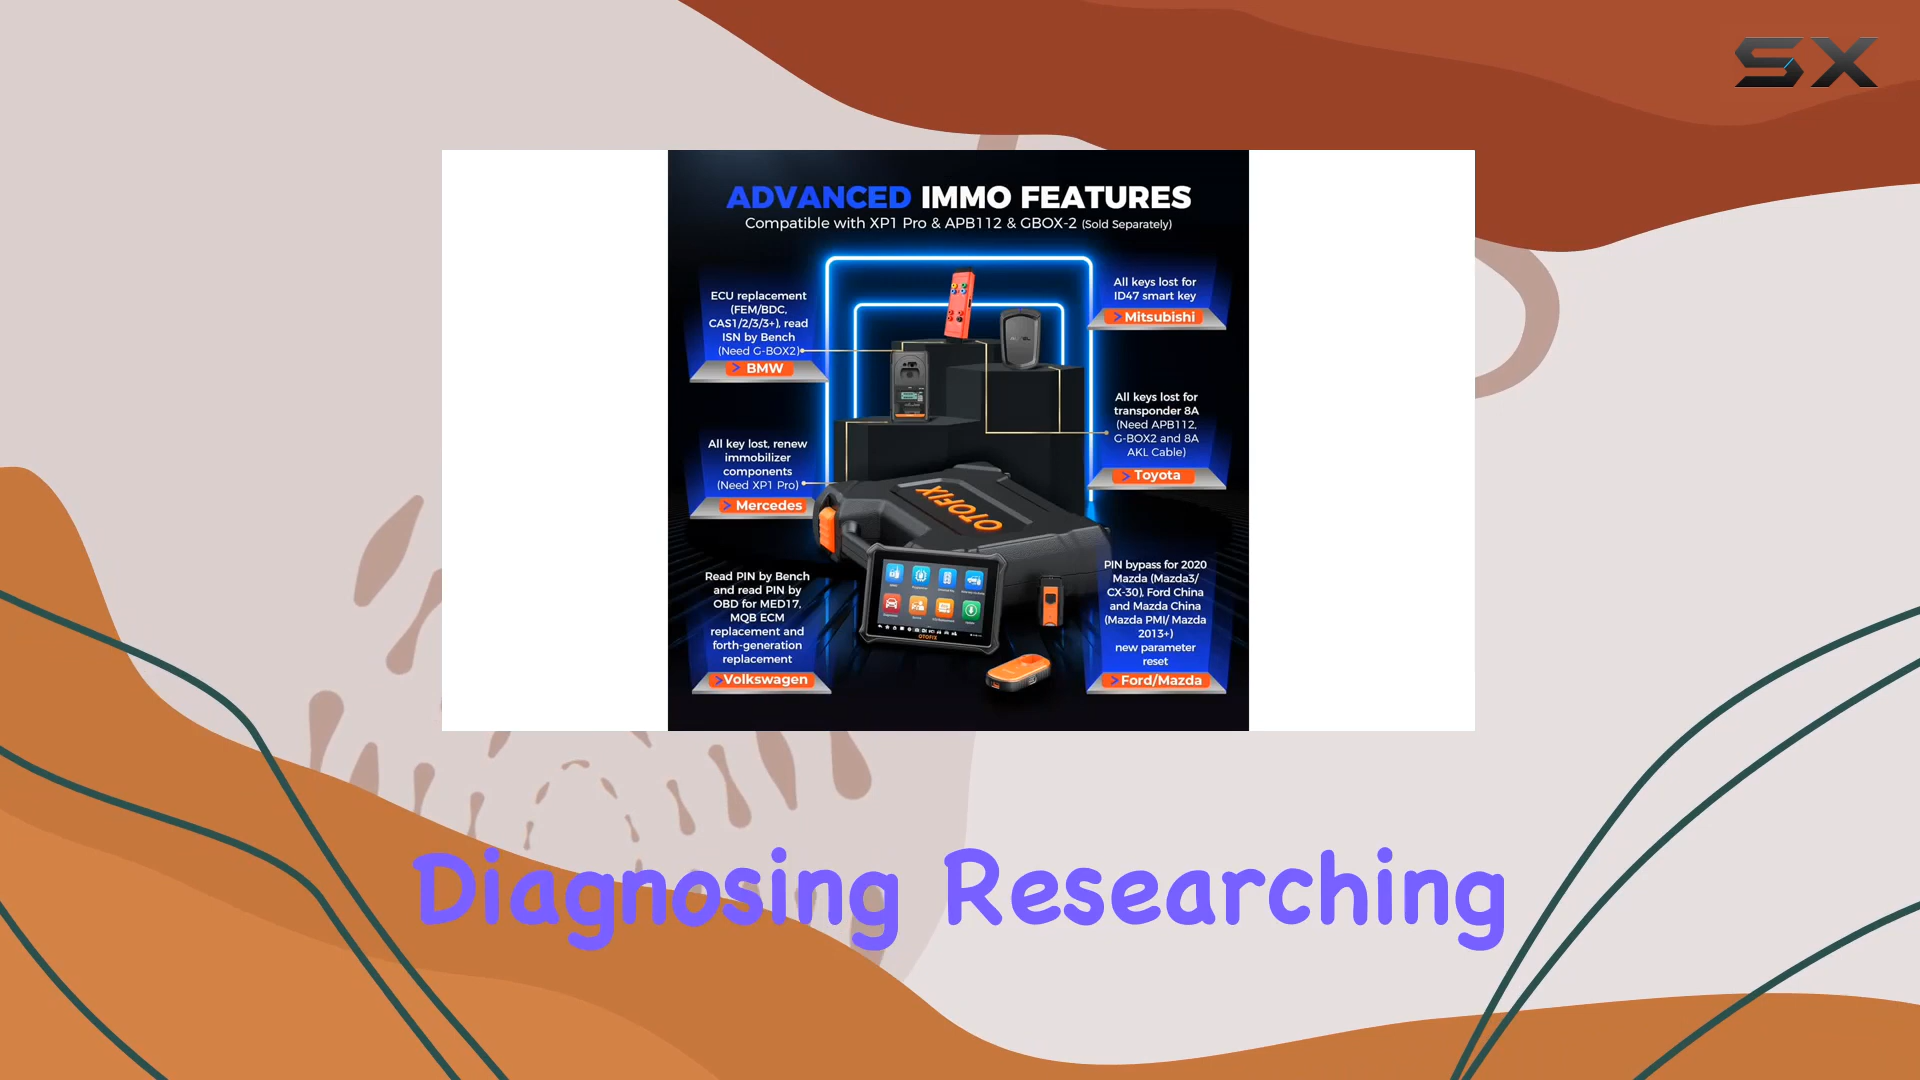 SX
ADVANCED IMMO FEATURES
Compatible with XP1 Pro & APB112 & GBOX-2 (Sold Separately)
ECU replacement
(FEM/BDC,
CAS1/2/3/3+), read
ISN by Bench
(Need G-BOX2)
> BMW
All key lost, renew
immobilizer
components
(Need XP1 Pro)
> Mercedes
Read PIN by Bench
and read PIN by
OBD for MED17,
MQB ECM
replacement and
forth-generation
replacement
>Volkswagen
All keys lost for
ID47 smart key
>Mitsubishi
All keys lost for
transponder 8A
(Need APB112,
G-BOX2 and 8A
AKL Cable)
> Toyota
PIN bypass for 2020
Mazda (Mazda3/
CX-30), Ford China
and Mazda China
(Mazda PMI/ Mazda
2013+)
new parameter
reset
>Ford/Mazda
OTOFIX
OTOFIX
Diagnosing Researching